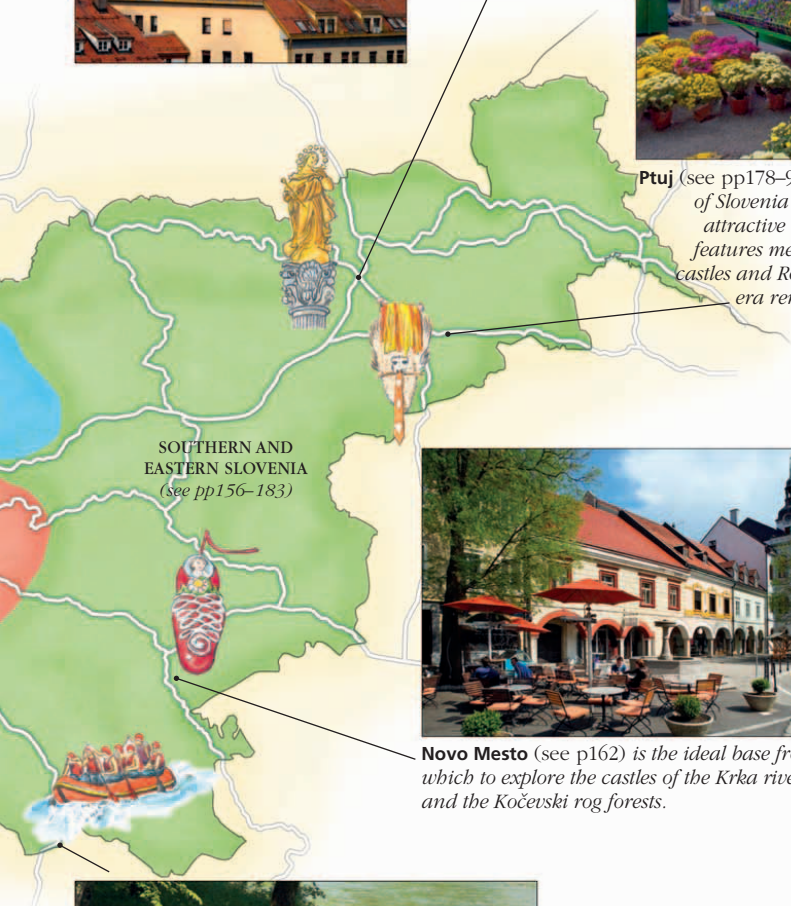 Ptuj (see pp178–9
of Slovenia
attractive
features me
castles and R
era re
SOUTHERN AND
EASTERN SLOVENIA
(see pp156–183)
Novo Mesto (see p162) is the ideal base fr
which to explore the castles of the Krka riv
and the Kočevski rog forests.